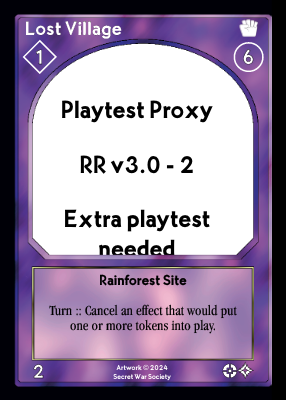 Lost Village
1
6
Playtest Proxy
RR v3.0 - 2
Extra playtest
needed
Rainforest Site
Turn :: Cancel an effect that would put
one or more tokens into play.
2
Artwork © 2024
Secret War Society